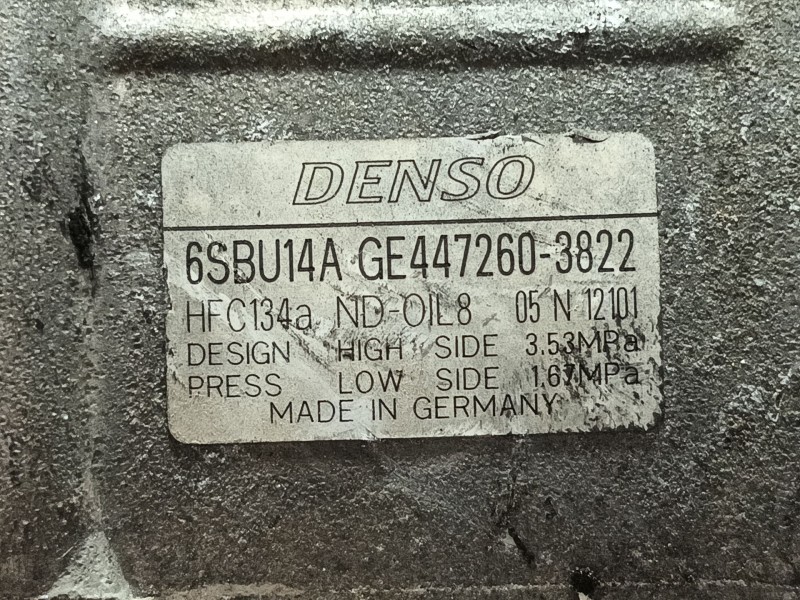 DENSO
6SBU14A GE447260-3822
HFC134a ND-OIL8 05 N 12101
DESIGN HIGH SIDE 3.53MPa
PRESS LOW SIDE 1.67MPa
MADE IN GERMANY